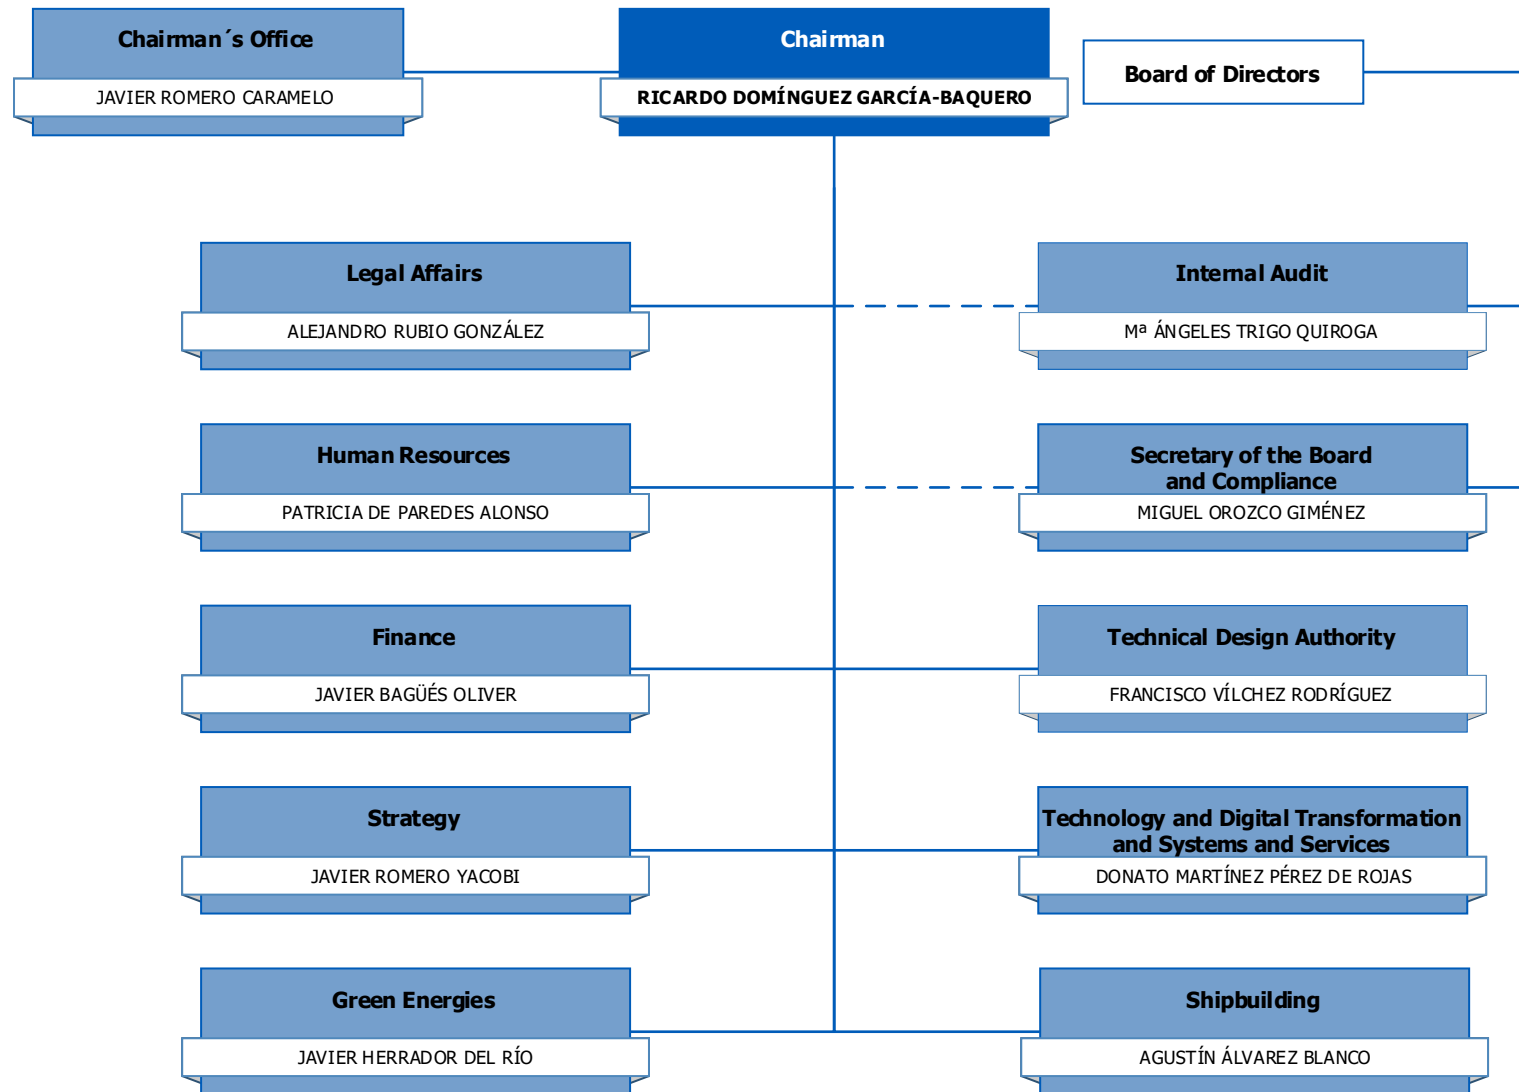 Chairman´s Office
JAVIER ROMERO CARAMELO
Chairman
RICARDO DOMÍNGUEZ GARCÍA-BAQUERO
Board of Directors
Legal Affairs
ALEJANDRO RUBIO GONZÁLEZ
Internal Audit
Mª ÁNGELES TRIGO QUIROGA
Human Resources
PATRICIA DE PAREDES ALONSO
Secretary of the Board
and Compliance
MIGUEL OROZCO GIMÉNEZ
Finance
JAVIER BAGÜÉS OLIVER
Technical Design Authority
FRANCISCO VÍLCHEZ RODRÍGUEZ
Strategy
JAVIER ROMERO YACOBI
Technology and Digital Transformation
and Systems and Services
DONATO MARTÍNEZ PÉREZ DE ROJAS
Green Energies
JAVIER HERRADOR DEL RÍO
Shipbuilding
AGUSTÍN ÁLVAREZ BLANCO